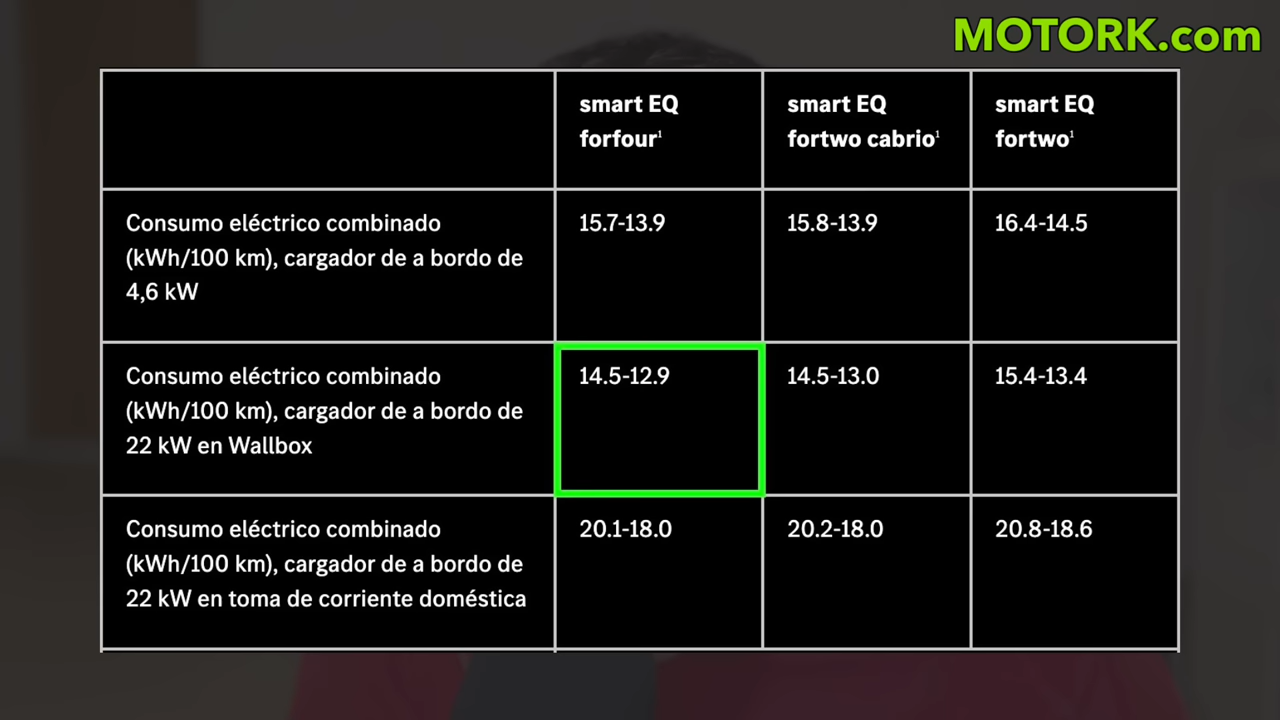 MOTORK.com
smart EQ
forfour¹
smart EQ
fortwo cabrio¹
smart EQ
fortwo¹
Consumo eléctrico combinado
(kWh/100 km), cargador de a bordo de
4,6 kW
15.7-13.9
15.8-13.9
16.4-14.5
Consumo eléctrico combinado
(kWh/100 km), cargador de a bordo de
22 kW en Wallbox
14.5-12.9
14.5-13.0
15.4-13.4
Consumo eléctrico combinado
(kWh/100 km), cargador de a bordo de
22 kW en toma de corriente doméstica
20.1-18.0
20.2-18.0
20.8-18.6